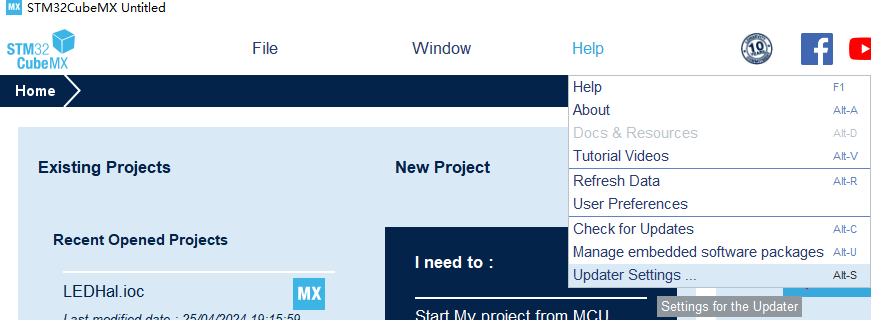 MX STM32CubeMX Untitled
STM32
CubeMX
File Window Help
10
Home
Help F1
About Alt-A
Docs & Resources Alt-D
Tutorial Videos Alt-V
Refresh Data Alt-R
User Preferences
Check for Updates Alt-C
Manage embedded software packages Alt-U
Updater Settings ... Alt-S
Settings for the Updater
Existing Projects
New Project
Recent Opened Projects
LEDHal.ioc
MX
Last modified date : 25/04/2024 19:15:59
I need to :
Start My project from MCU